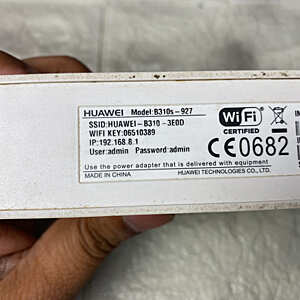 HUAWEI Model:B310s-927
SSID:HUAWEI-B310-3E0D
WIFI KEY:06510389
IP:192.168.8.1
User:admin Password:admin
Wi Fi
CERTIFIED
CE0682
Use the power adapter that is delivered with equipment
MADE IN CHINA HUAWEI TECHNOLOGIES CO.,LTD.